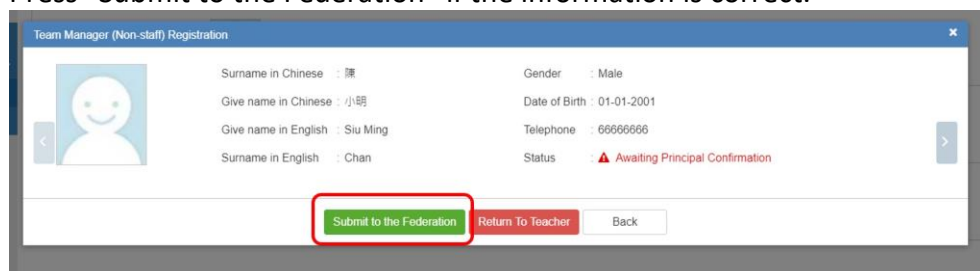 Press "Submit to the Federation" if the information is correct.
Team Manager (Non-staff) Registration ×
Surname in Chinese : 陳 Gender : Male
Give name in Chinese : 小明 Date of Birth : 01-01-2001
Give name in English : Siu Ming Telephone : 66666666
Surname in English : Chan Status : Awaiting Principal Confirmation
Submit to the Federation Return To Teacher Back